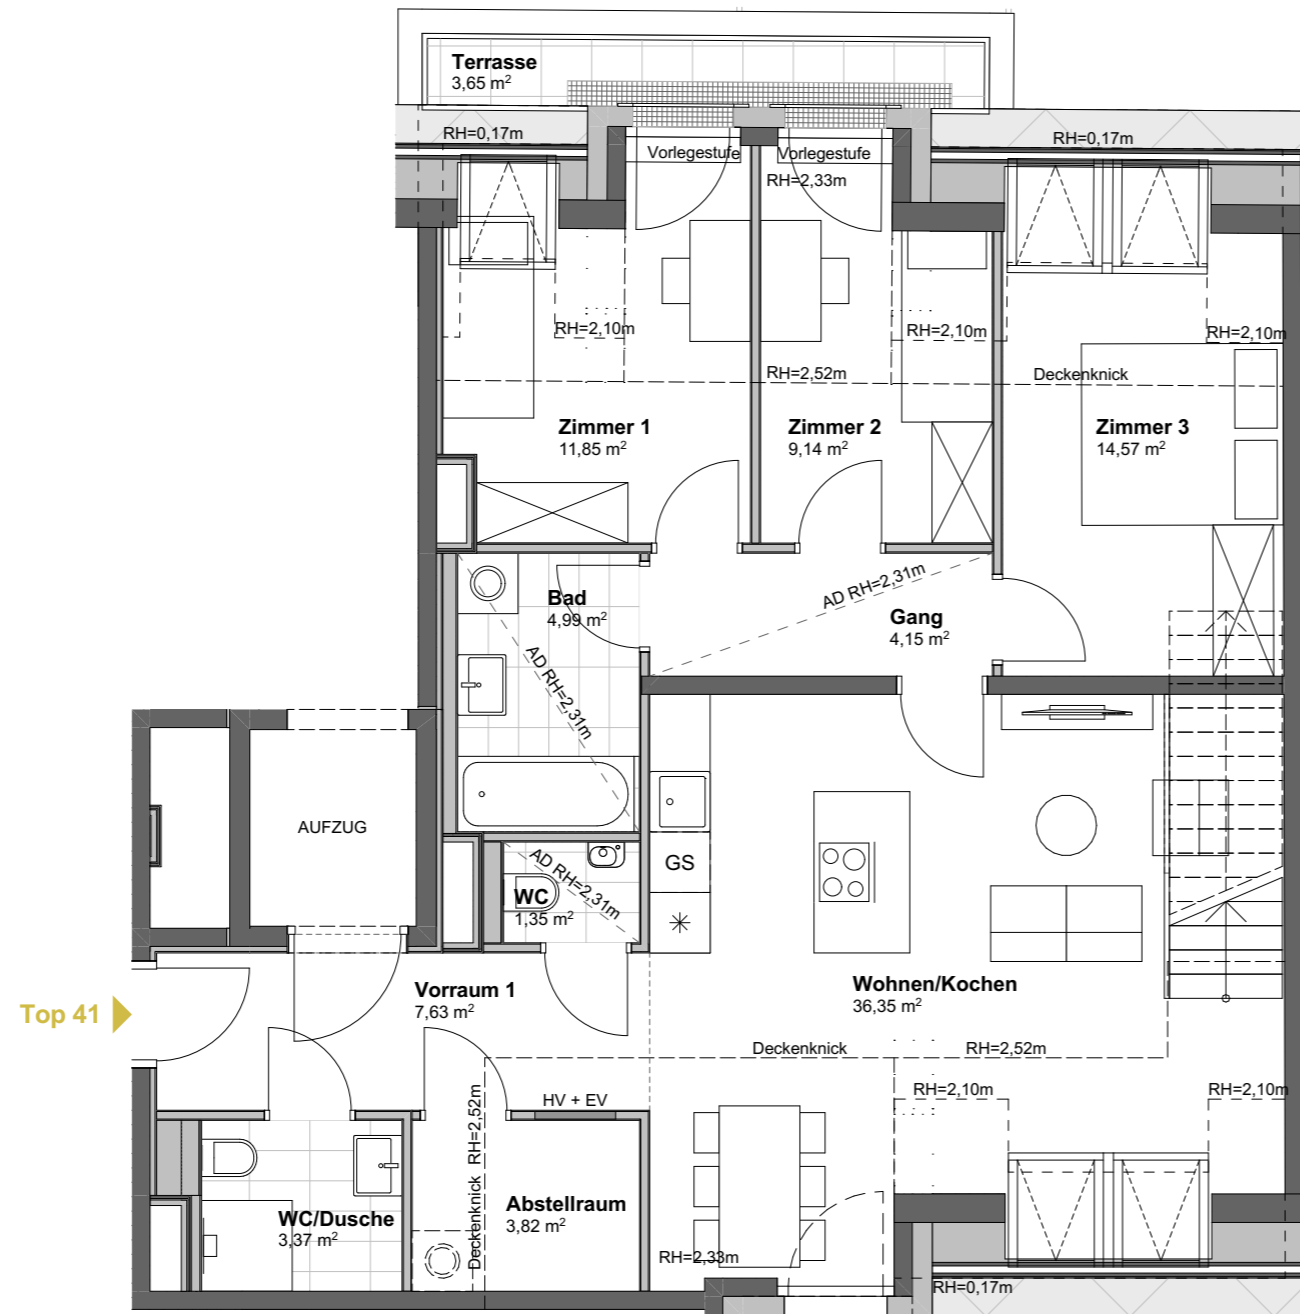 Terrasse
3,65 m²
RH=0,17m
RH=0,17m
Vorlegestufe
Vorlegestufe
RH=2,33m
RH=2,10m
RH=2,10m
RH=2,10m
RH=2,52m
Deckenknick
Zimmer 1
11,85 m²
Zimmer 2
9,14 m²
Zimmer 3
14,57 m²
AD RH=2,31m
Bad
4,99 m²
Gang
4,15 m²
AD RH=2,31m
AUFZUG
GS
AD RH=2,31m
WC
1,35 m²
Vorraum 1
7,63 m²
Wohnen/Kochen
36,35 m²
Top 41
Deckenknick
RH=2,52m
HV + EV
RH=2,10m
RH=2,10m
Deckenknick RH=2,52m
WC/Dusche
3,37 m²
Abstellraum
3,82 m²
RH=2,33m
RH=0,17m